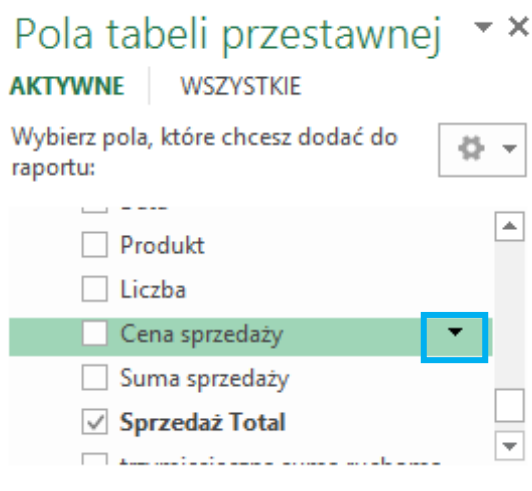 Pola tabeli przestawnej
AKTYWNE WSZYSTKIE
Wybierz pola, które chcesz dodać do
raportu:
Produkt
Liczba
Cena sprzedaży
Suma sprzedaży
Sprzedaż Total